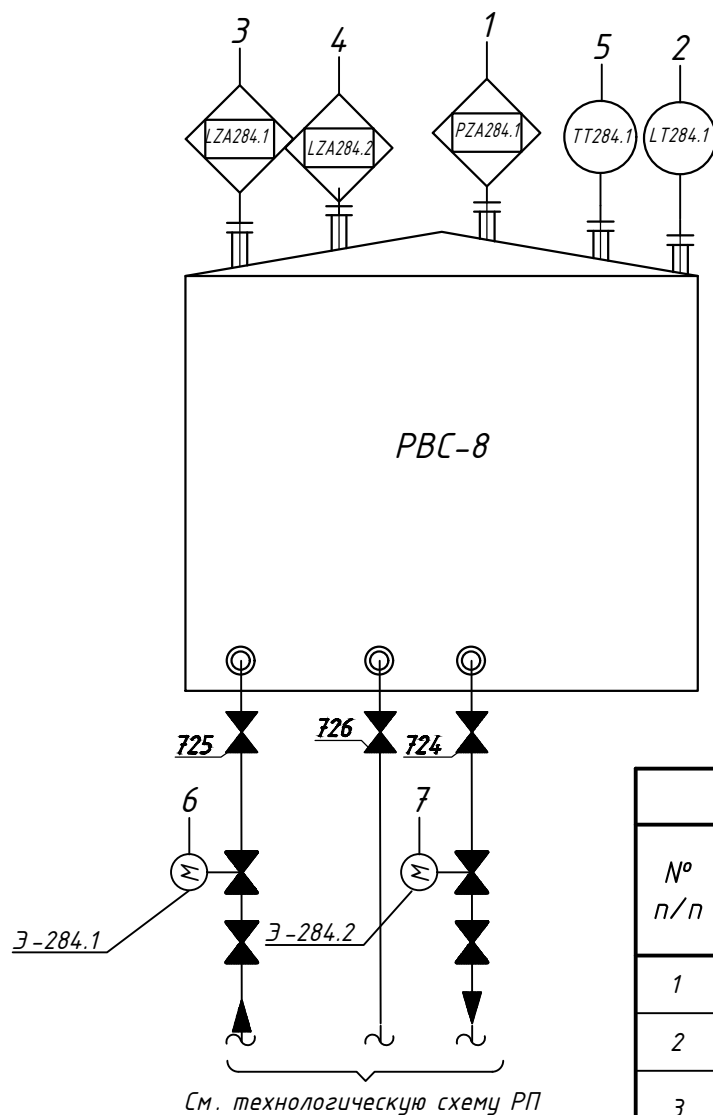 3
4
1
5
2
LZA284.1
LZA284.2
PZA284.1
TT284.1
LT284.1
РВС-8
725
726
724
6
7
М
М
Э-284.1
Э-284.2
См. технологическую схему РП
№
п/п
1
2
3